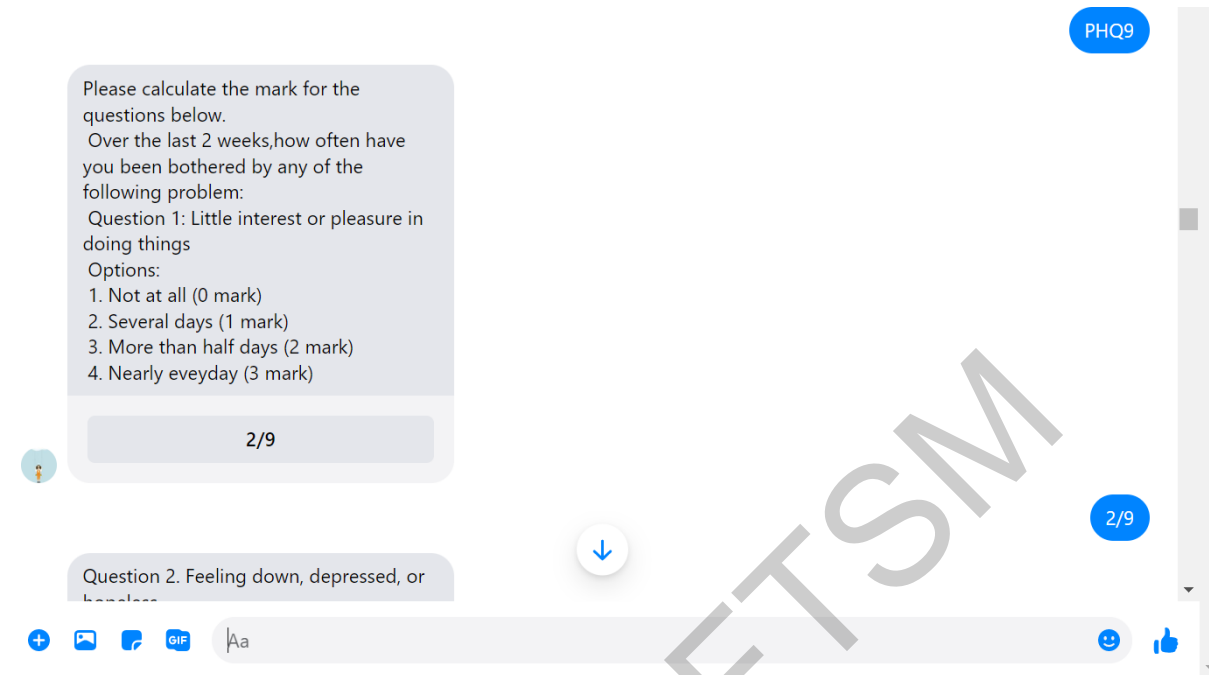 PHQ9
Please calculate the mark for the
questions below.
Over the last 2 weeks,how often have
you been bothered by any of the
following problem:
Question 1: Little interest or pleasure in
doing things
Options:
1. Not at all (0 mark)
2. Several days (1 mark)
3. More than half days (2 mark)
4. Nearly eveyday (3 mark)
2/9
2/9
Question 2. Feeling down, depressed, or
hopeless
GIF
Aa
FTSM